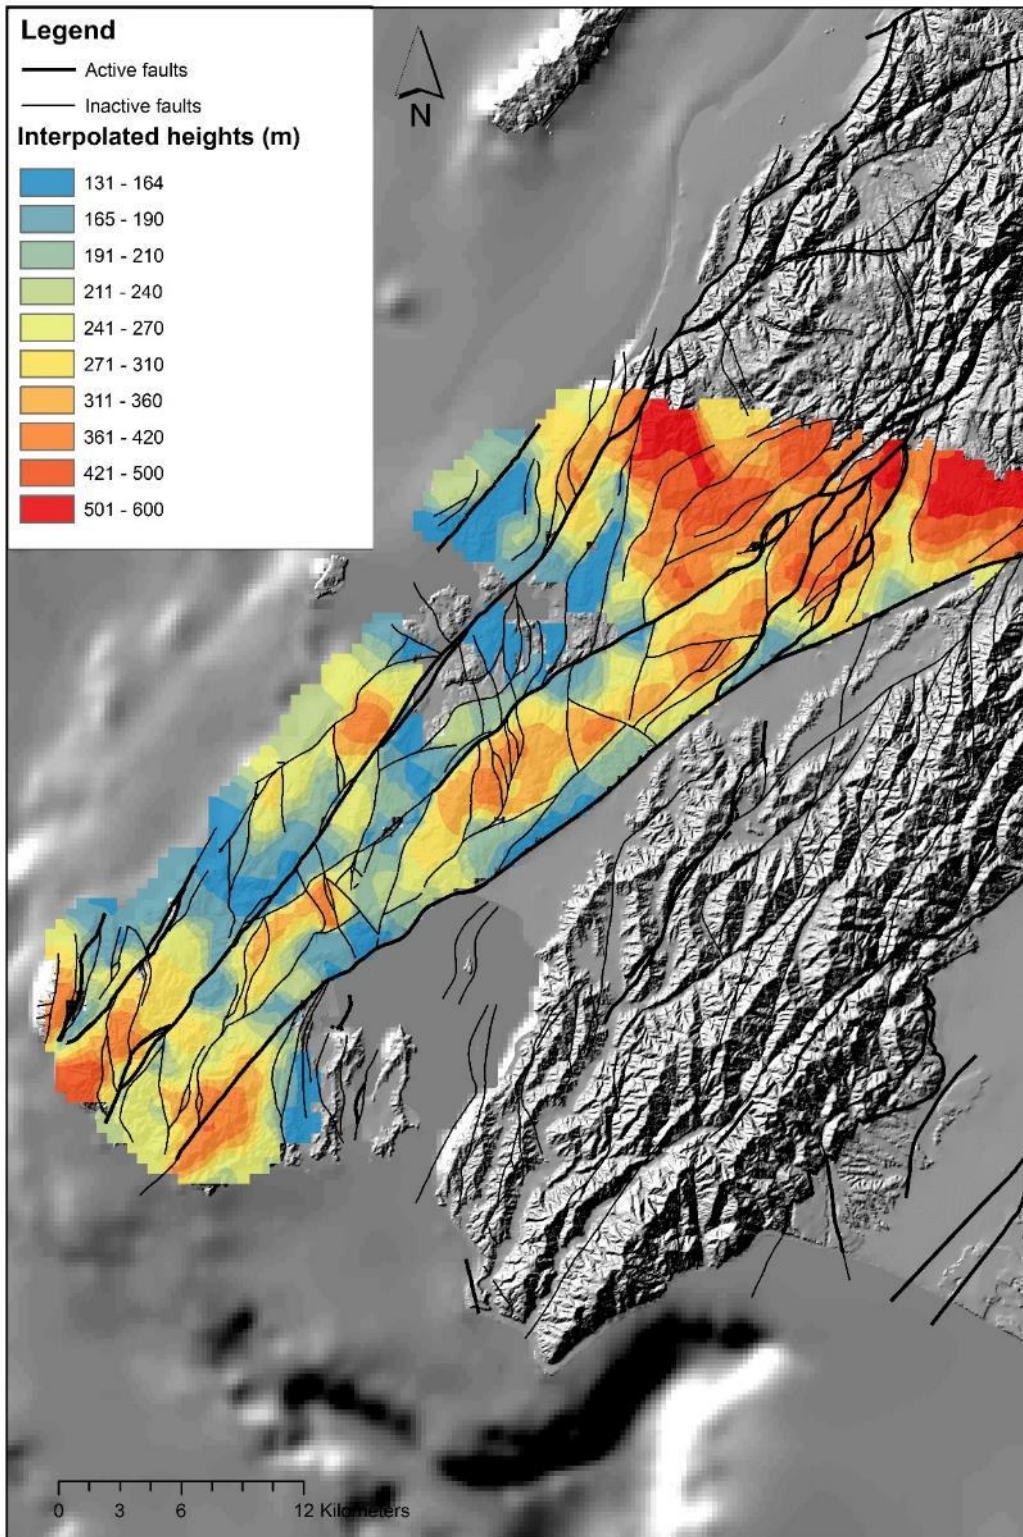 Legend
Active faults
Inactive faults
Interpolated heights (m)
131 - 164
165 - 190
191 - 210
211 - 240
241 - 270
271 - 310
311 - 360
361 - 420
421 - 500
501 - 600
N
0 3 6 12 Kilometers